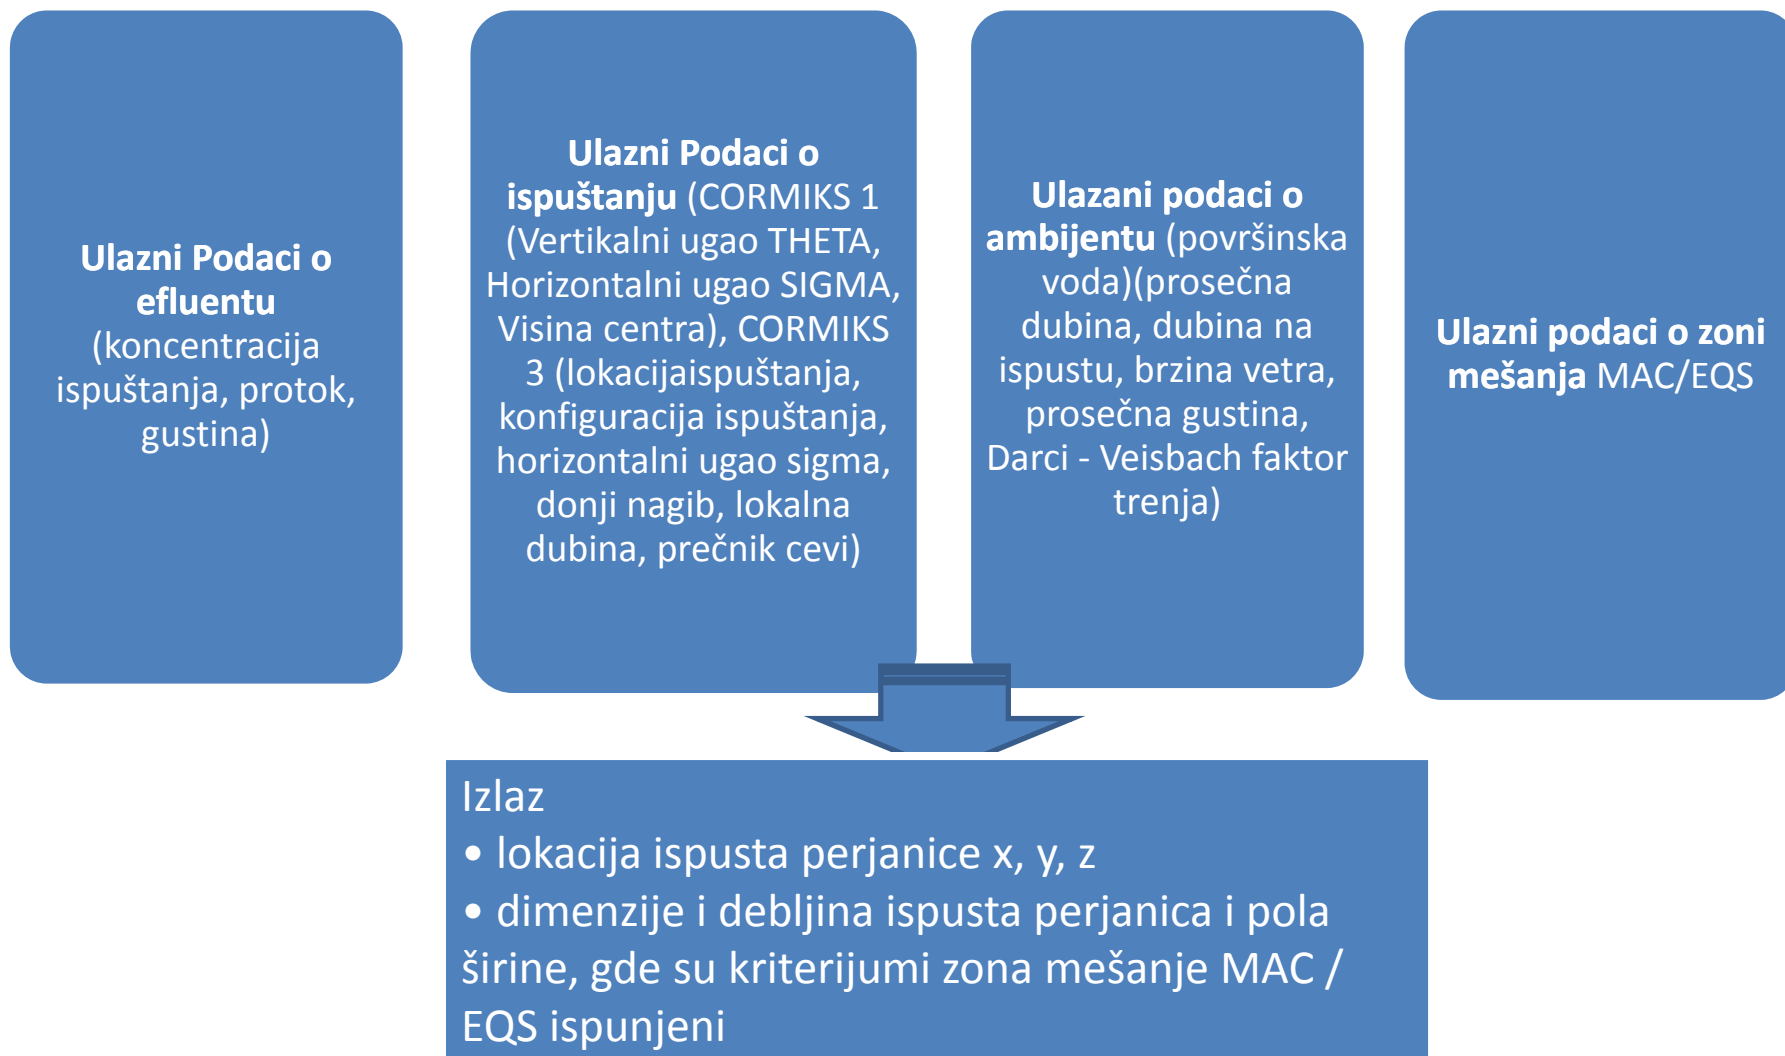 Ulazni Podaci o
efluentu
(koncentracija
ispuštanja, protok,
gustina)
Ulazni Podaci o
ispuštanju (CORMIKS 1
(Vertikalni ugao THETA,
Horizontalni ugao SIGMA,
Visina centra), CORMIKS
3 (lokacijaispuštanja,
konfiguracija ispuštanja,
horizontalni ugao sigma,
donji nagib, lokalna
dubina, prečnik cevi)
Ulazani podaci o
ambijentu (površinska
voda)(prosečna
dubina, dubina na
ispustu, brzina vetra,
prosečna gustina,
Darci - Veisbach faktor
trenja)
Ulazni podaci o zoni
mešanja MAC/EQS
Izlaz
• lokacija ispusta perjanice x, y, z
• dimenzije i debljina ispusta perjanica i pola
širine, gde su kriterijumi zona mešanje MAC /
EQS ispunjeni